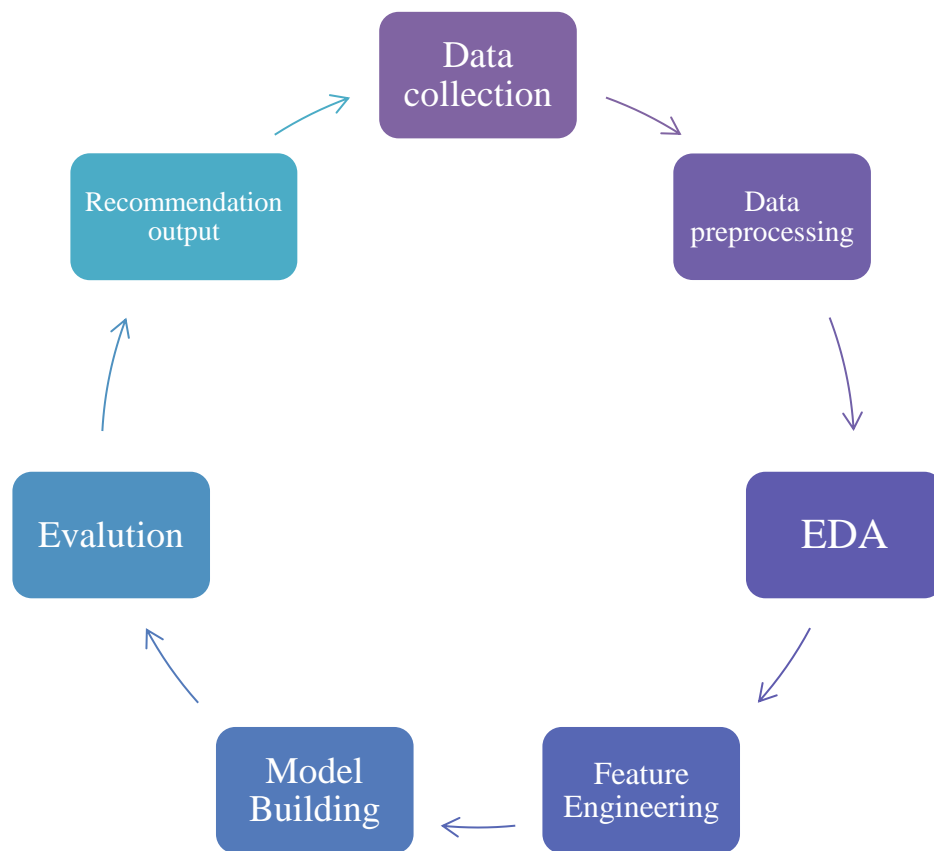 Data
collection
Data
preprocessing
EDA
Feature
Engineering
Model
Building
Evalution
Recommendation
output